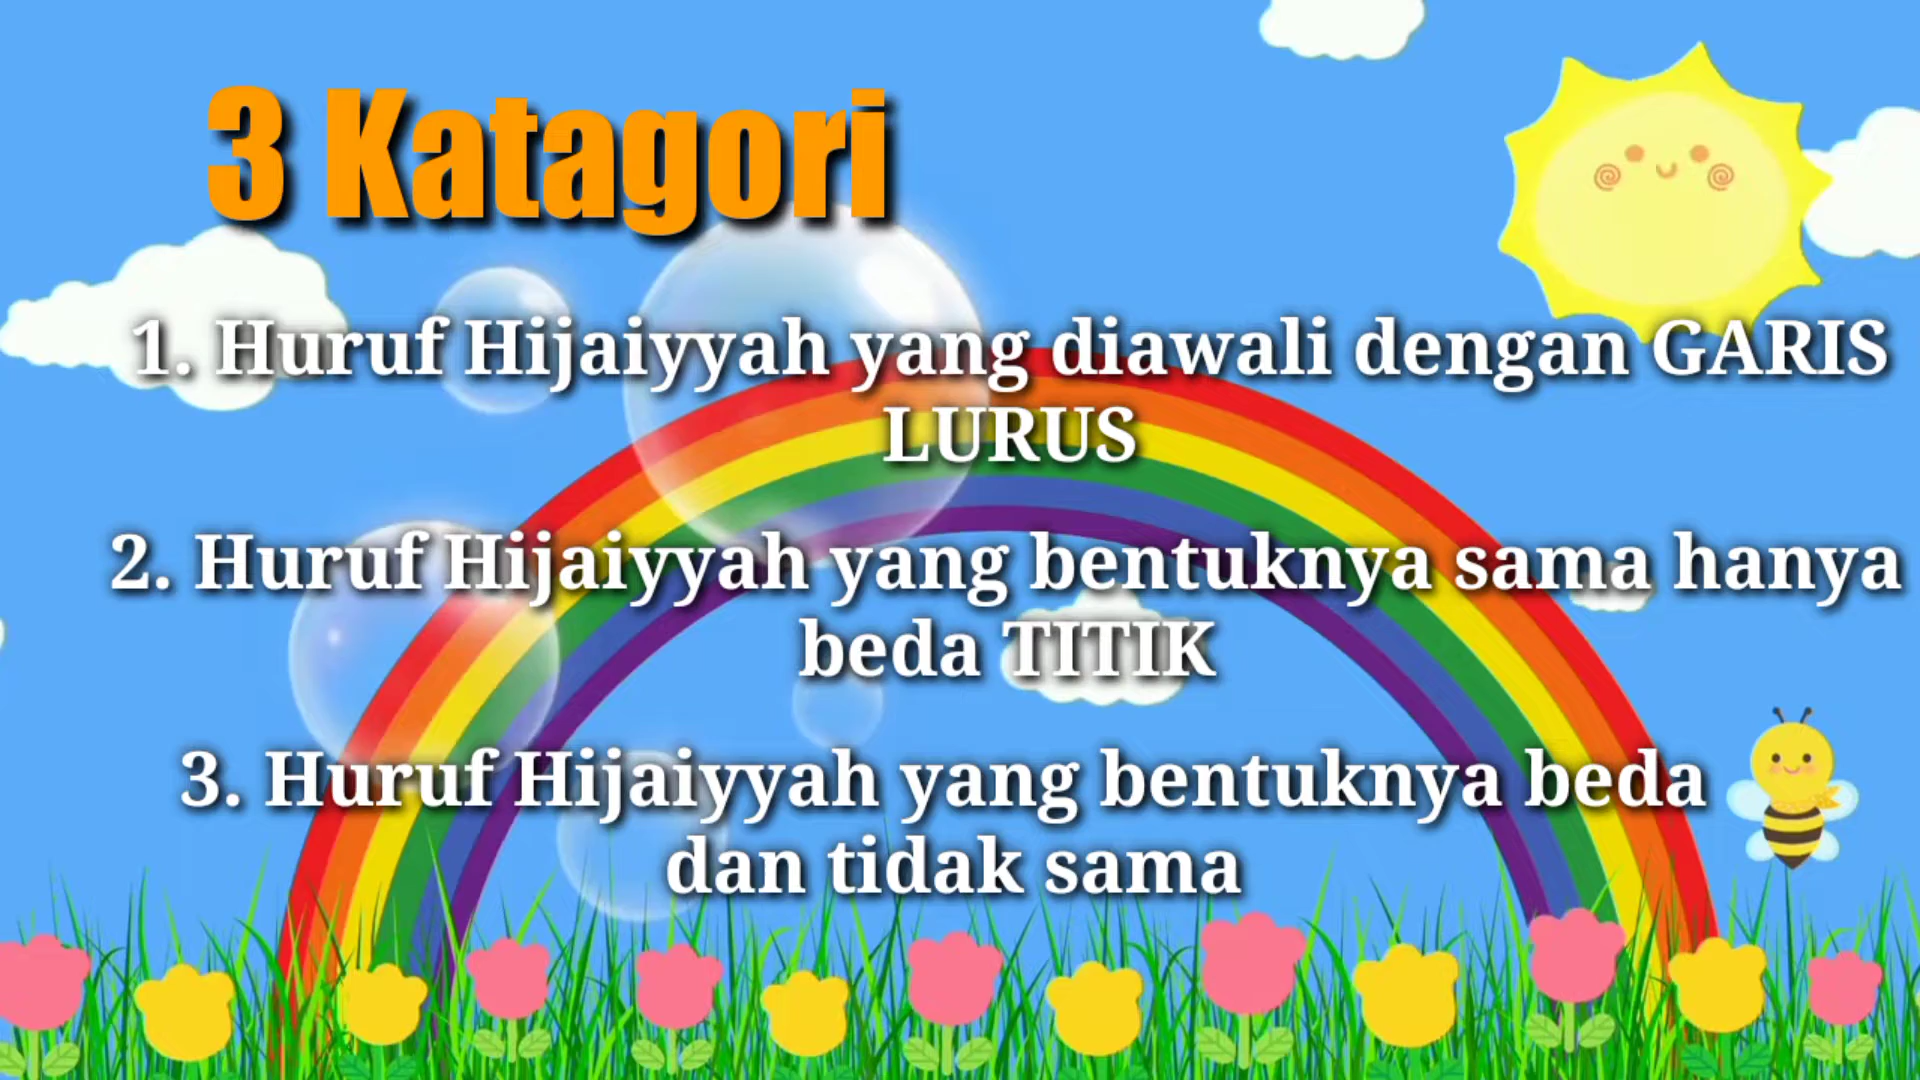 3 Katagori
1. Huruf Hijaiyyah yang diawali dengan GARIS
LURUS
2. Huruf Hijaiyyah yang bentuknya sama hanya
beda TITIK
3. Huruf Hijaiyyah yang bentuknya beda
dan tidak sama